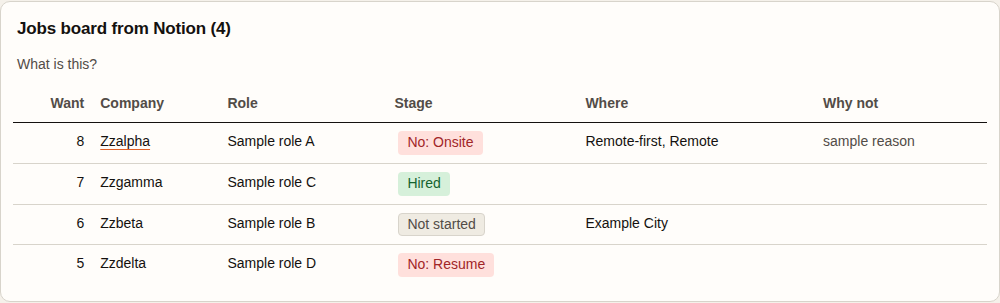 Jobs board from Notion (4)
What is this?
Want Company Role Stage Where Why not
8 Zzalpha Sample role A No: Onsite Remote-first, Remote sample reason
7 Zzgamma Sample role C Hired
6 Zzbeta Sample role B Not started Example City
5 Zzdelta Sample role D No: Resume